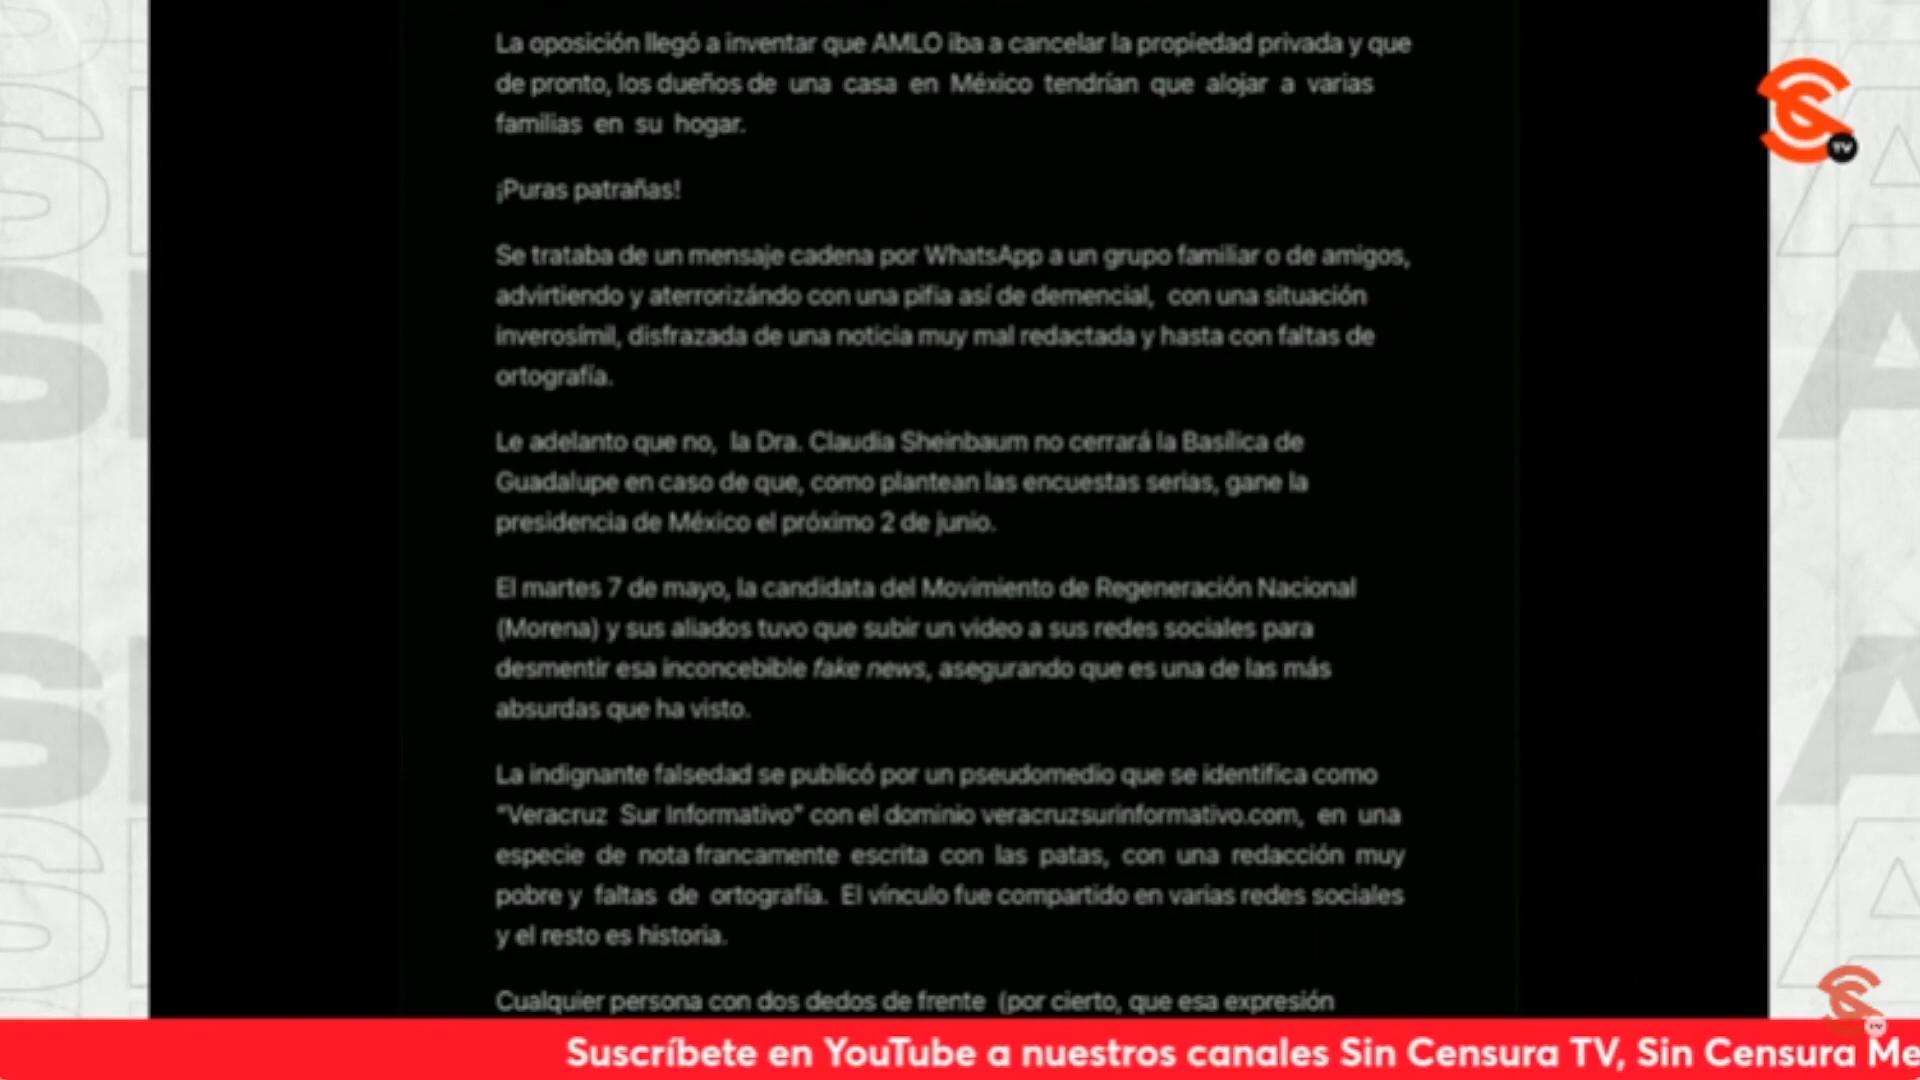 La oposición llegó a inventar que AMLO iba a cancelar la propiedad privada y que
de pronto, los dueños de una casa en México tendrían que alojar a varias
familias en su hogar.
¡Puras patrañas!
Se trataba de un mensaje cadena por WhatsApp a un grupo familiar o de amigos,
advirtiendo y aterrorizándo con una pifia así de demencial, con una situación
inverosímil, disfrazada de una noticia muy mal redactada y hasta con faltas de
ortografía.
Le adelanto que no, la Dra. Claudia Sheinbaum no cerrará la Basílica de
Guadalupe en caso de que, como plantean las encuestas serias, gane la
presidencia de México el próximo 2 de junio.
El martes 7 de mayo, la candidata del Movimiento de Regeneración Nacional
(Morena) y sus aliados tuvo que subir un video a sus redes sociales para
desmentir esa inconcebible fake news, asegurando que es una de las más
absurdas que ha visto.
La indignante falsedad se publicó por un pseudomedio que se identifica como
"Veracruz Sur Informativo" con el dominio veracruzsurinformativo.com, en una
especie de nota francamente escrita con las patas, con una redacción muy
pobre y faltas de ortografía. El vínculo fue compartido en varias redes sociales
y el resto es historia.
Cualquier persona con dos dedos de frente (por cierto, que esa expresión
Suscríbete en YouTube a nuestros canales Sin Censura TV, Sin Censura Me
TV
TV